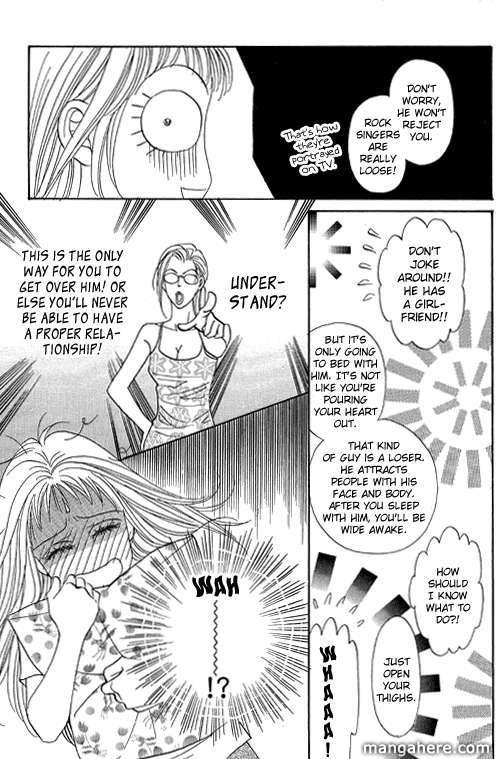 DON'T
WORRY,
HE WON'T
REJECT
YOU.
ROCK
SINGERS
ARE
REALLY
LOOSE!
That's how
they're
portrayed
on TV.
DON'T
JOKE
AROUND!!
HE HAS
A GIRL-
FRIEND!!
BUT IT'S
ONLY GOING
TO BED WITH
HIM. IT'S NOT
LIKE YOU'RE
POURING
YOUR HEART
OUT.
THAT KIND
OF GUY IS A LOSER.
HE ATTRACTS
PEOPLE WITH HIS
FACE AND BODY.
AFTER YOU SLEEP
WITH HIM, YOU'LL BE
WIDE AWAKE.
HOW
SHOULD
I KNOW
WHAT TO
DO?!
JUST
OPEN
YOUR
THIGHS.
WHAAA!
UNDER-
STAND?
THIS IS THE ONLY
WAY FOR YOU TO
GET OVER HIM! OR
ELSE YOU'LL NEVER
BE ABLE TO HAVE
A PROPER RELA-
TIONSHIP!
WAH
!?
mangahere.com